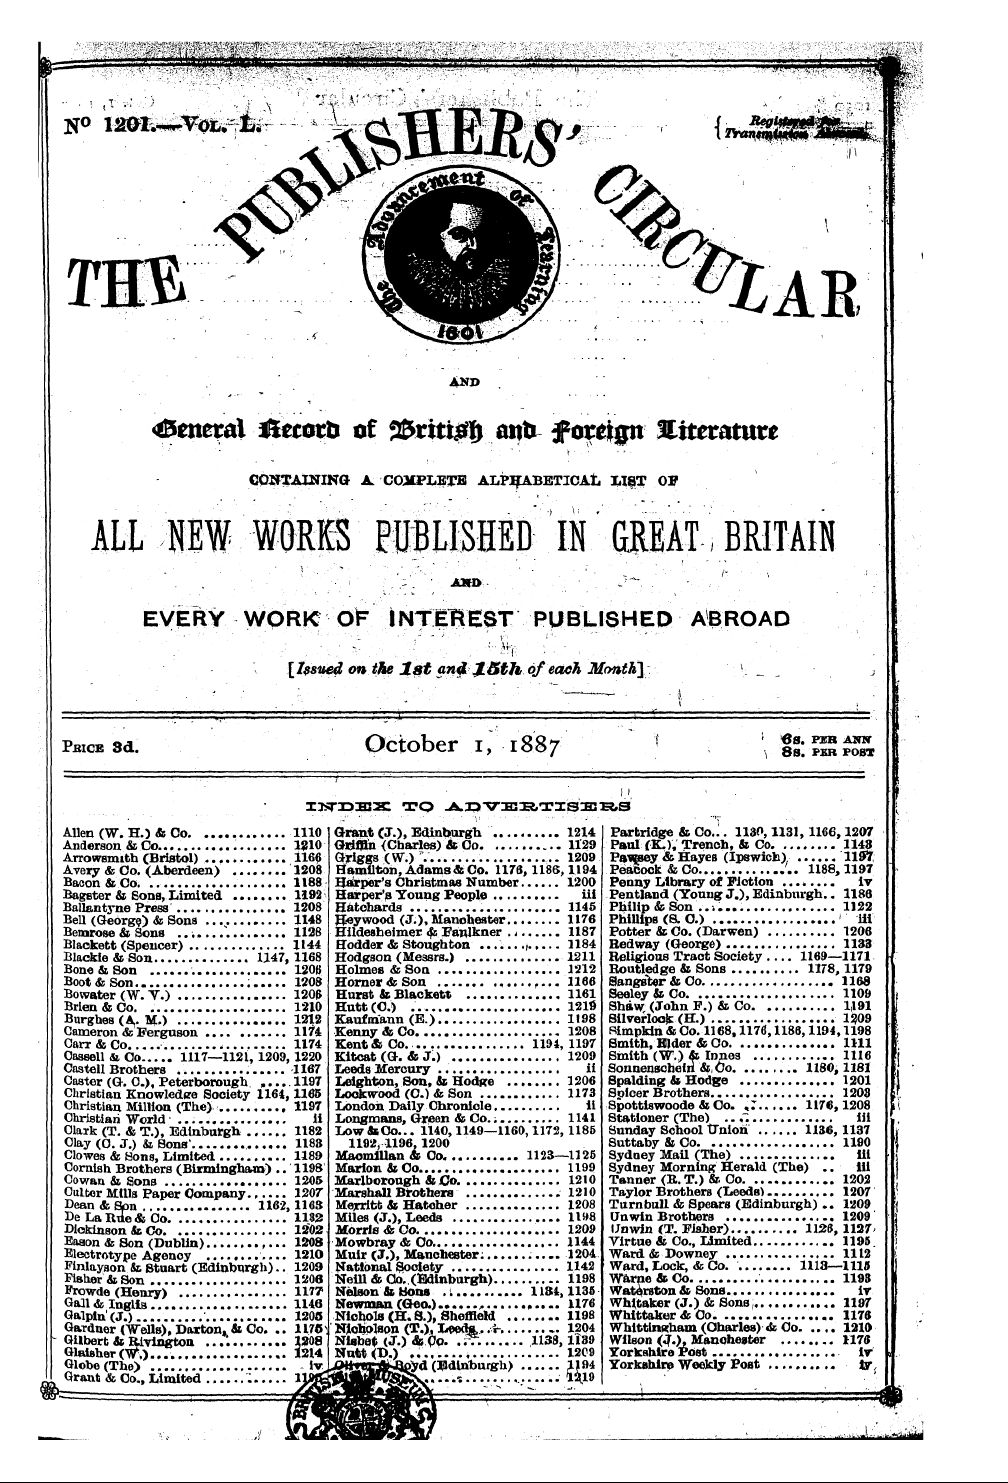 No 1201.—Vol. L.
Registered for
Transmission Abroad
THE PUBLISHERS' CIRCULAR
The Advancement of Learning
1601
AND
General Record of British and Foreign Literature
CONTAINING A COMPLETE ALPHABETICAL LIST OF
ALL NEW WORKS PUBLISHED IN GREAT BRITAIN
AND
EVERY WORK OF INTEREST PUBLISHED ABROAD
[Issued on the 1st and 15th of each Month]
PRICE 3d.
October 1, 1887
6s. PER ANN
8s. PER POST
INDEX TO ADVERTISERS
Allen (W. H.) & Co. ............ 1110
Anderson & Co. ............ 1210
Arrowsmith (Bristol) ............ 1166
Avery & Co. (Aberdeen) ......... 1208
Bacon & Co. ............ 1188
Bagster & Sons, Limited ......... 1192
Ballantyne Press ............ 1208
Bell (George) & Sons ............ 1148
Bemrose & Sons ............ 1128
Blackett (Spencer) ............ 1144
Blackie & Son ............ 1147, 1168
Bone & Son ............ 1206
Boot & Son ............ 1208
Bowater (W. V.) ............ 1206
Brien & Co. ............ 1210
Burghes (A. M.) ............ 1212
Cameron & Ferguson ............ 1174
Carr & Co. ............ 1174
Cassell & Co..... 1117—1121, 1209, 1220
Castell Brothers ............ 1167
Caster (G. C.), Peterborough .... 1197
Christian Knowledge Society 1164, 1165
Christian Million (The) .......... 1197
Christian World ............ ii
Clark (T. & T.), Edinburgh ...... 1182
Clay (C. J.) & Sons ............ 1183
Clowes & Sons, Limited ......... 1189
Cornish Brothers (Birmingham) .. 1198
Cowan & Sons ............ 1205
Culter Mills Paper Company...... 1207
Dean & Son ............ 1162, 1163
De La Rue & Co. ............ 1132
Dickinson & Co. ............ 1202
Eason & Son (Dublin) ............ 1208
Electrotype Agency ............ 1210
Finlayson & Stuart (Edinburgh).. 1209
Fisher & Son ............ 1206
Frowde (Henry) ............ 1177
Gall & Inglis ............ 1146
Galpin (J.) ............ 1205
Gardner (Wells), Darton, & Co. .. 1175
Gilbert & Rivington ............ 1208
Glaisher (W.) ............ 1214
Globe (The) ............ iv
Grant & Co., Limited ............
Grant (J.), Edinburgh .......... 1214
Griffin (Charles) & Co. .......... 1129
Griggs (W.) ............ 1209
Hamilton, Adams & Co. 1176, 1186, 1194
Harper's Christmas Number...... 1200
Harper's Young People .......... iii
Hatchards ............ 1145
Heywood (J.), Manchester........ 1176
Hildesheimer & Faulkner ........ 1187
Hodder & Stoughton ............ 1184
Hodgson (Messrs.) ............ 1211
Holmes & Son ............ 1212
Horner & Son ............ 1166
Hurst & Blackett ............ 1161
Hutt (C.) ............ 1219
Kaufmann (E.) ............ 1198
Kenny & Co. ............ 1208
Kent & Co. ............ 1194, 1197
Kitcat (G. & J.) ............ 1209
Leeds Mercury ............ ii
Leighton, Son, & Hodge ........ 1206
Lockwood (C.) & Son .......... 1173
London Daily Chronicle.......... ii
Longmans, Green & Co........... 1141
Low & Co... 1140, 1149—1160, 1172, 1185
1192, 1196, 1200
Macmillan & Co. .......... 1123—1125
Marion & Co. ............ 1199
Marlborough & Co. ............ 1210
Marshall Brothers ............ 1210
Merritt & Hatcher ............ 1208
Miles (J.), Leeds ............ 1198
Morris & Co. ............ 1209
Mowbray & Co. ............ 1144
Muir (J.), Manchester............ 1204
National Society ............ 1142
Neill & Co. (Edinburgh).......... 1198
Nelson & Sons ............ 1134, 1135
Newman (Geo.) ............ 1176
Nichols (H. S.), Sheffield ........ 1198
Nicholson (T.), Leeds............ 1204
Nisbet (J.) & Co. ............ 1138, 1139
Nutt (D.) ............ 1209
Oliver & Boyd (Edinburgh) ...... 1194
............ 1219
Partridge & Co... 1130, 1131, 1166, 1207
Paul (K.), Trench, & Co. ........ 1143
Pawsey & Hayes (Ipswich) ........ 1197
Peacock & Co. ............ 1188, 1197
Penny Library of Fiction ........ iv
Pentland (Young J.), Edinburgh.. 1186
Philip & Son ............ 1122
Phillips (S. C.) ............ iii
Potter & Co. (Darwen) .......... 1206
Redway (George) ............ 1133
Religious Tract Society .... 1169—1171
Routledge & Sons .......... 1178, 1179
Sangster & Co. ............ 1168
Seeley & Co. ............ 1109
Shaw (John F.) & Co. .......... 1191
Silverlock (H.) ............ 1209
Simpkin & Co. 1168, 1176, 1186, 1194, 1198
Smith, Elder & Co. ............ 1111
Smith (W.) & Innes ............ 1116
Sonnenschein & Co. ........ 1180, 1181
Spalding & Hodge ............ 1201
Spicer Brothers ............ 1203
Spottiswoode & Co. ........ 1176, 1208
Stationer (The) ............ iii
Sunday School Union ...... 1136, 1137
Suttaby & Co. ............ 1190
Sydney Mail (The) ............ iii
Sydney Morning Herald (The) .. iii
Tanner (R. T.) & Co. ............ 1202
Taylor Brothers (Leeds).......... 1207
Turnbull & Spears (Edinburgh) .. 1209
Unwin Brothers ............ 1209
Unwin (T. Fisher)........ 1126, 1127
Virtue & Co., Limited............ 1195
Ward & Downey ............ 1112
Ward, Lock, & Co. ........ 1113—1115
Warne & Co. ............ 1193
Waterston & Sons............ iv
Whitaker (J.) & Sons ............ 1197
Whittaker & Co. ............ 1176
Whittingham (Charles) & Co. .... 1210
Wilson (J.), Manchester ........ 1176
Yorkshire Post ............ iv
Yorkshire Weekly Post .......... iv
BRITISH MUSEUM